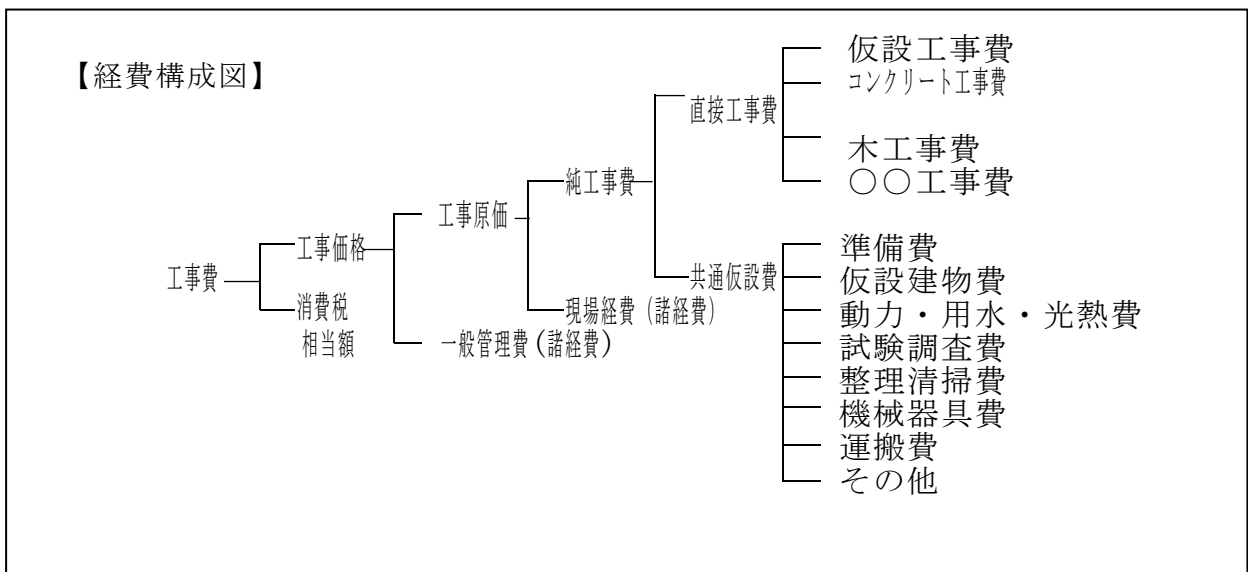 【経費構成図】
仮設工事費
コンクリート工事費
直接工事費
木工事費
○○工事費
純工事費
工事原価
工事価格
工事費
消費税
相当額
共通仮設費
準備費
仮設建物費
動力・用水・光熱費
試験調査費
整理清掃費
機械器具費
運搬費
その他
現場経費(諸経費)
一般管理費(諸経費)